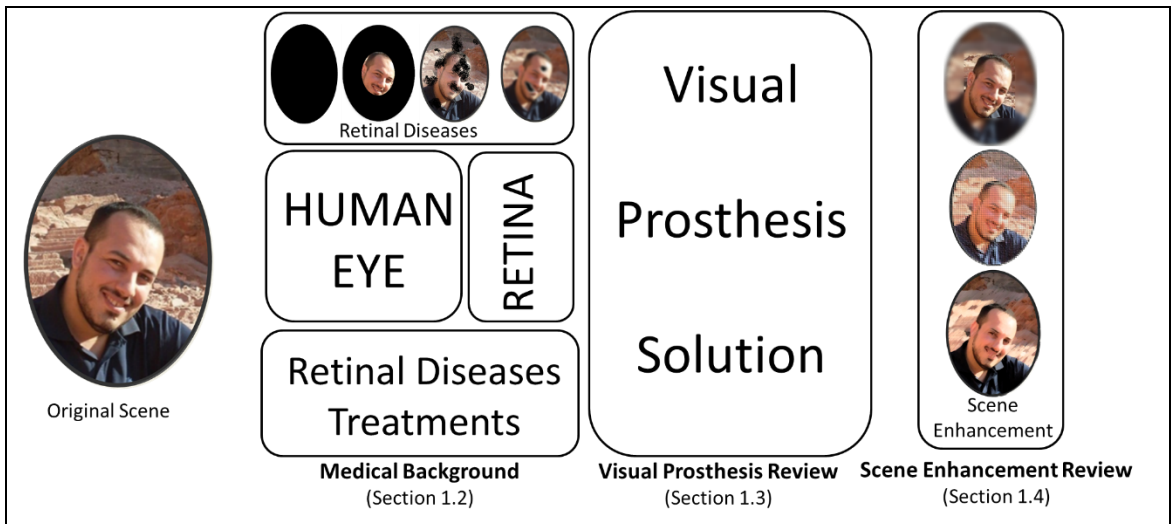 Original Scene
Retinal Diseases
HUMAN
EYE
RETINA
Retinal Diseases
Treatments
Medical Background
(Section 1.2)
Visual
Prosthesis
Solution
Visual Prosthesis Review
(Section 1.3)
Scene
Enhancement
Scene Enhancement Review
(Section 1.4)